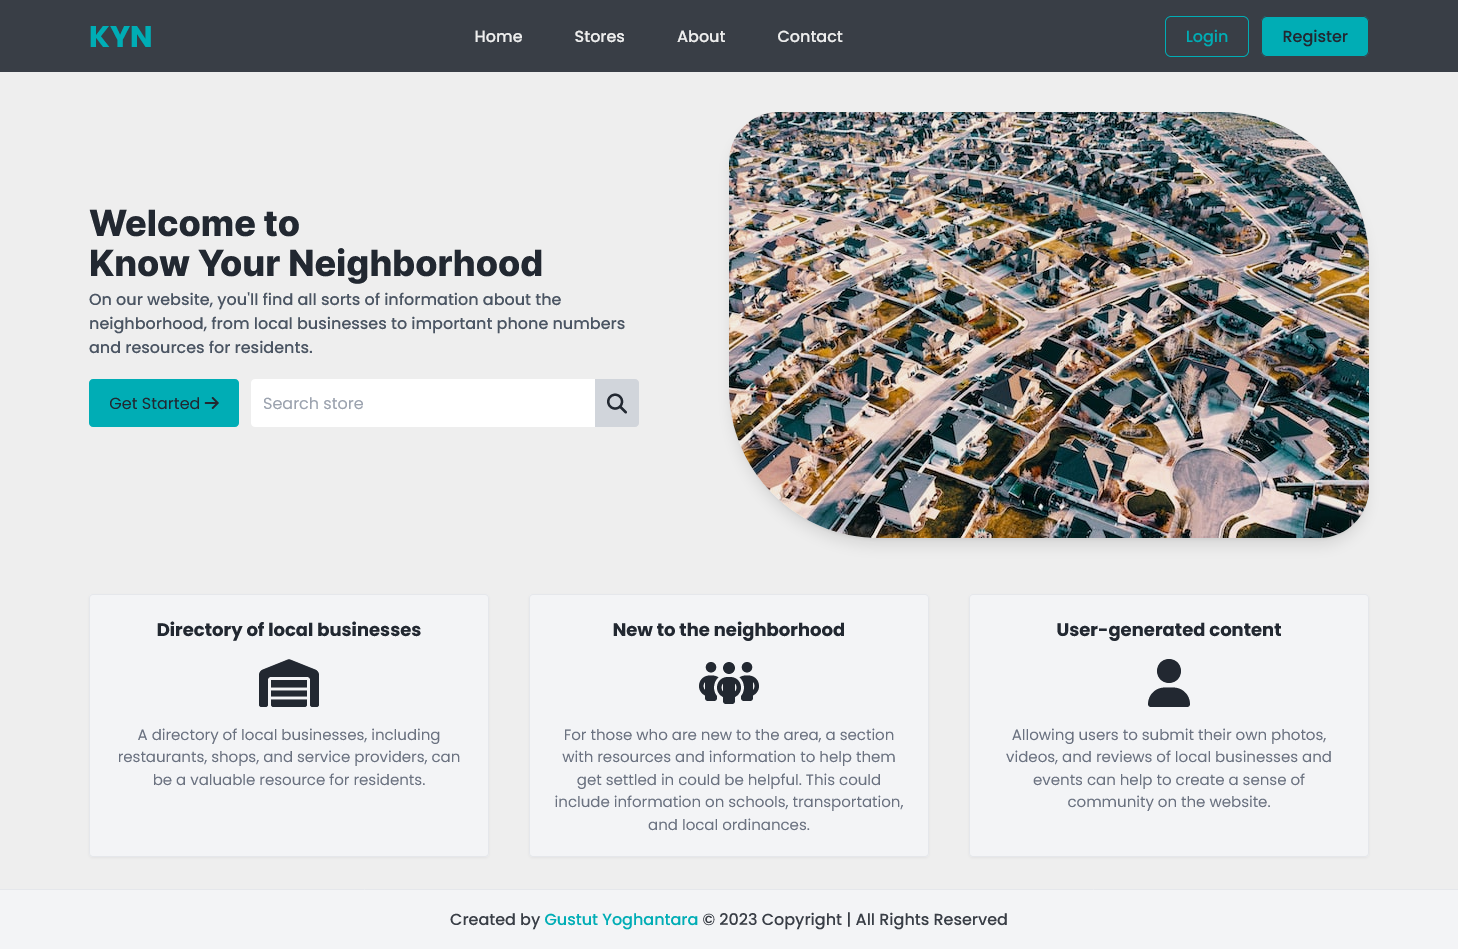 KYN
Home
Stores
About
Contact
Login
Register
Welcome to
Know Your Neighborhood
On our website, you'll find all sorts of information about the
neighborhood, from local businesses to important phone numbers
and resources for residents.
Get Started
Search store
Directory of local businesses
A directory of local businesses, including
restaurants, shops, and service providers, can
be a valuable resource for residents.
New to the neighborhood
For those who are new to the area, a section
with resources and information to help them
get settled in could be helpful. This could
include information on schools, transportation,
and local ordinances.
User-generated content
Allowing users to submit their own photos,
videos, and reviews of local businesses and
events can help to create a sense of
community on the website.
Created by Gustut Yoghantara © 2023 Copyright | All Rights Reserved